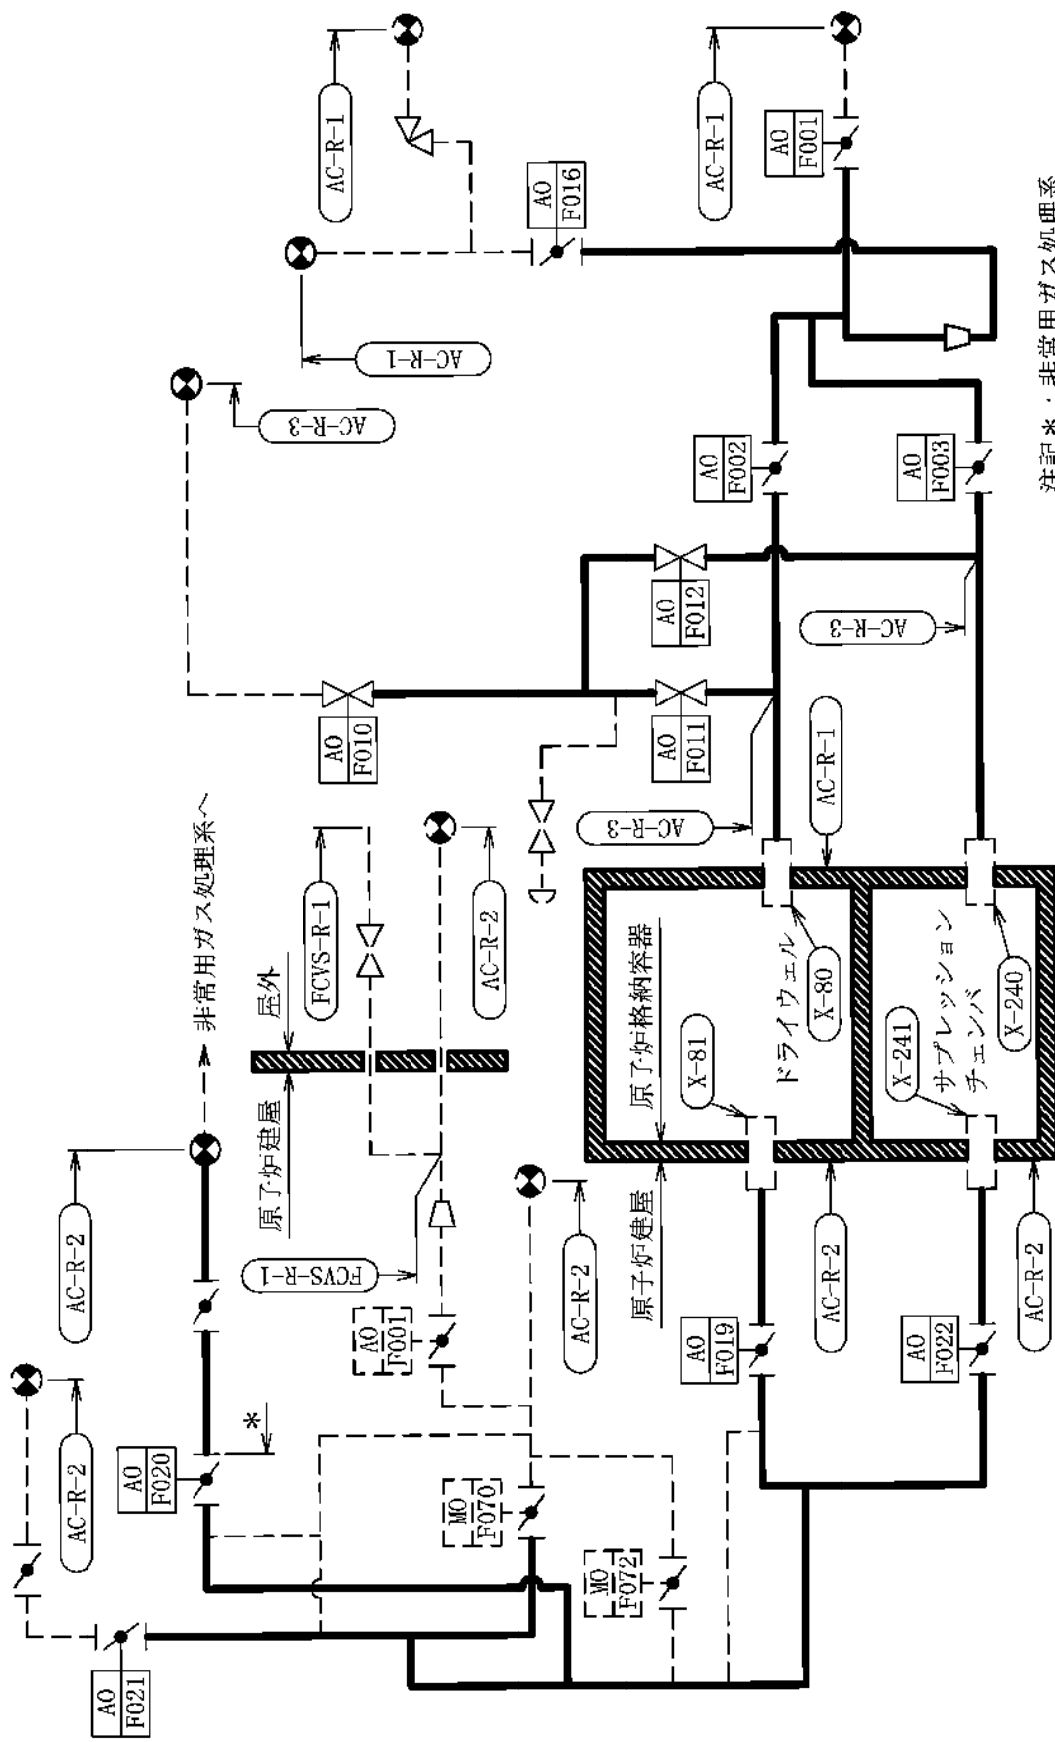 AO
F021
AC-R-2
AO
F020
*
AC-R-2
非常用ガス処理系へ
AC-R-3
AC-R-1
AC-R-1
AO
F016
AO
F001
AC-R-1
MO
F070
MO
F072
AO
F001
FCVS-R-1
原子炉建屋
屋外
FCVS-R-1
AC-R-2
AC-R-2
AO
F010
AO
F011
AO
F012
AO
F002
AO
F003
AC-R-3
AC-R-3
AO
F019
AO
F022
原子炉建屋
原子炉格納容器
AC-R-2
AC-R-2
X-81
ドライウェル
X-80
X-241
サプレッション
チェンバ
X-240
AC-R-1
注記*:非常用ガス処理系